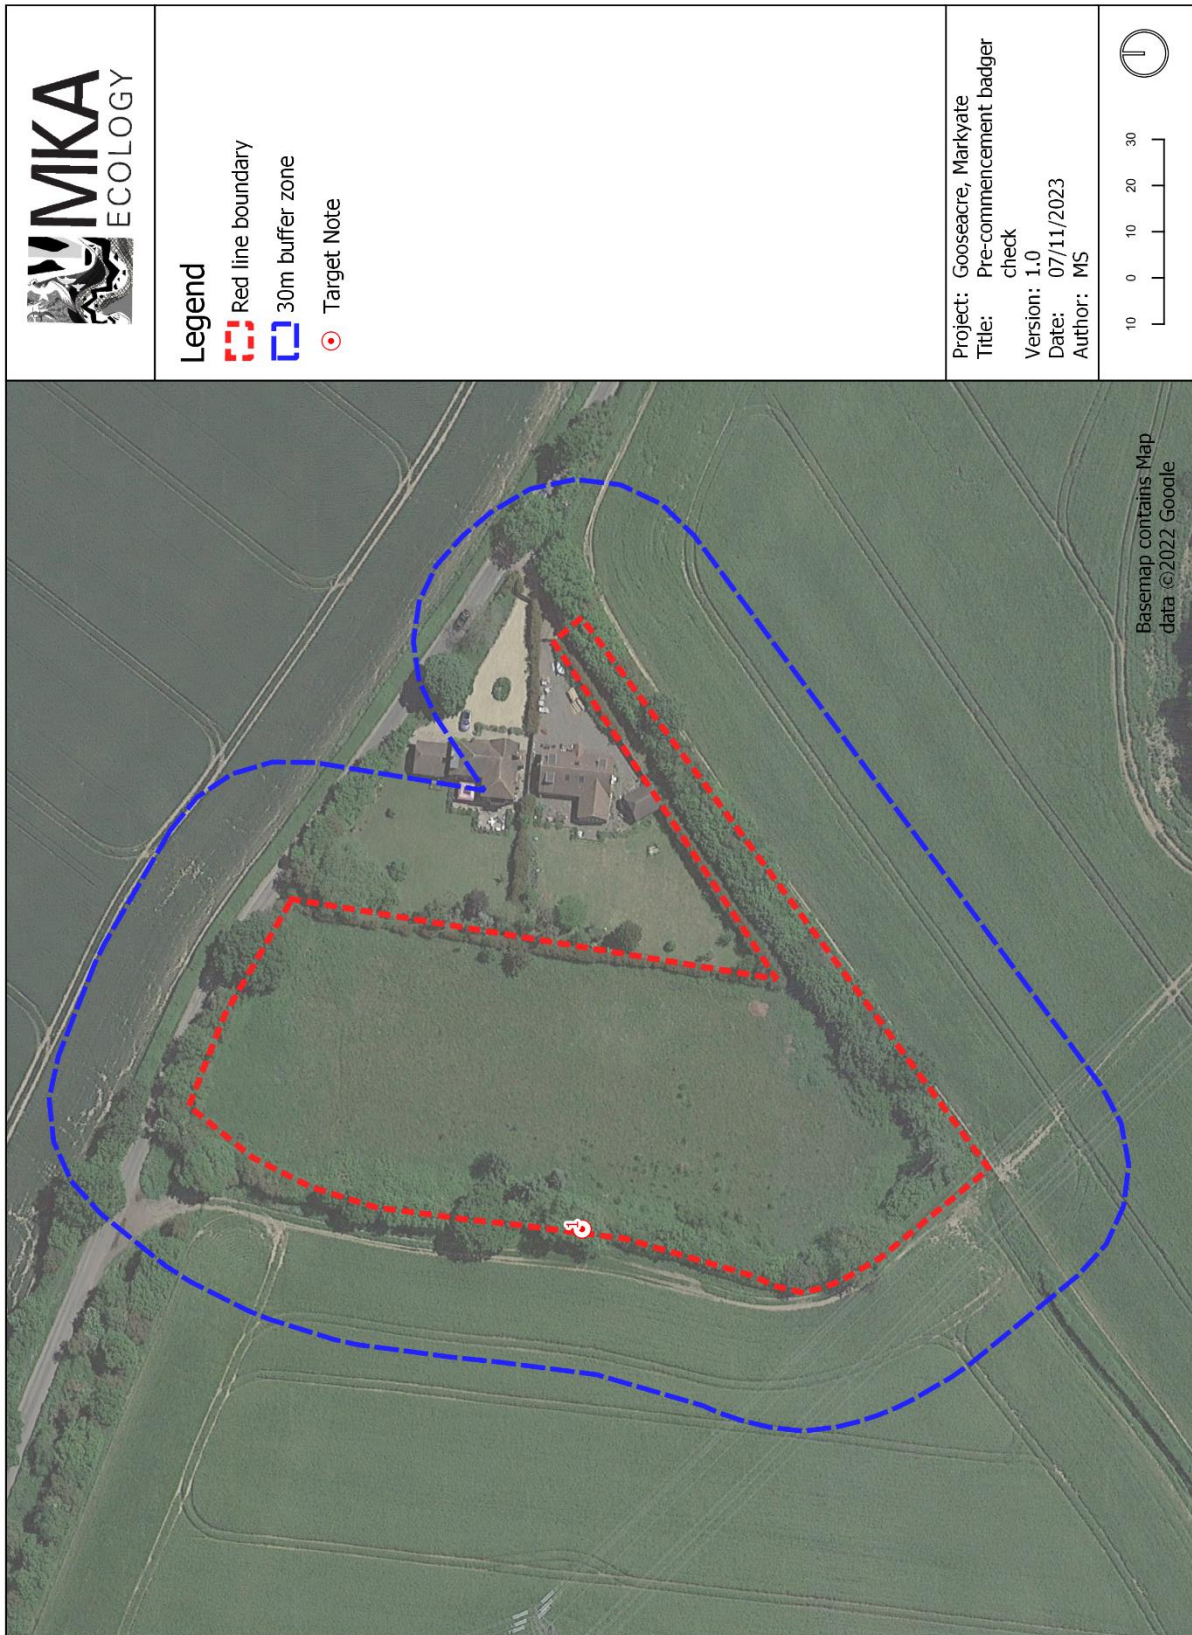 MKA
ECOLOGY
Legend
Red line boundary
30m buffer zone
Target Note
Project: Gooseacre, Markyate
Title: Pre-commencement badger
check
Version: 1.0
Date: 07/11/2023
Author: MS
10 0 10 20 30
1
Basemap contains Map
data ©2022 Google